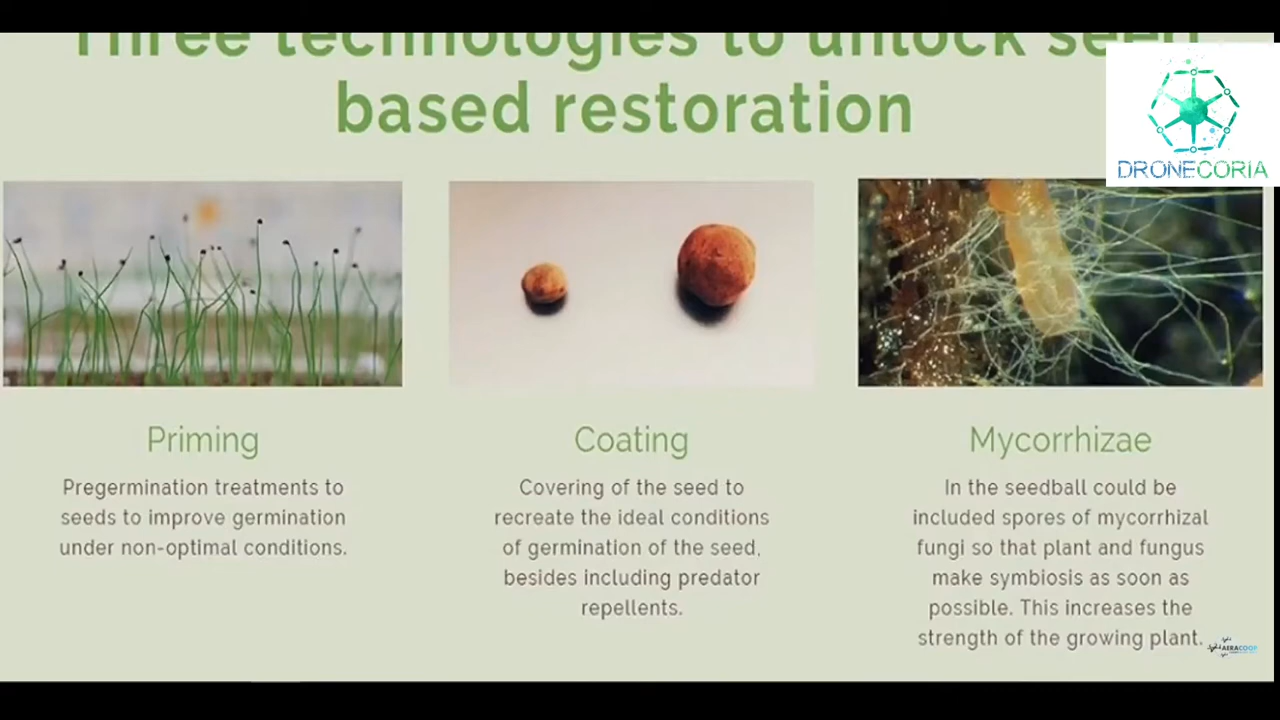 Three technologies to unlock seed
based restoration
DRONECORIA
Priming
Pregermination treatments to
seeds to improve germination
under non-optimal conditions.
Coating
Covering of the seed to
recreate the ideal conditions
of germination of the seed,
besides including predator
repellents.
Mycorrhizae
In the seedball could be
included spores of mycorrhizal
fungi so that plant and fungus
make symbiosis as soon as
possible. This increases the
strength of the growing plant.
AERACOOP